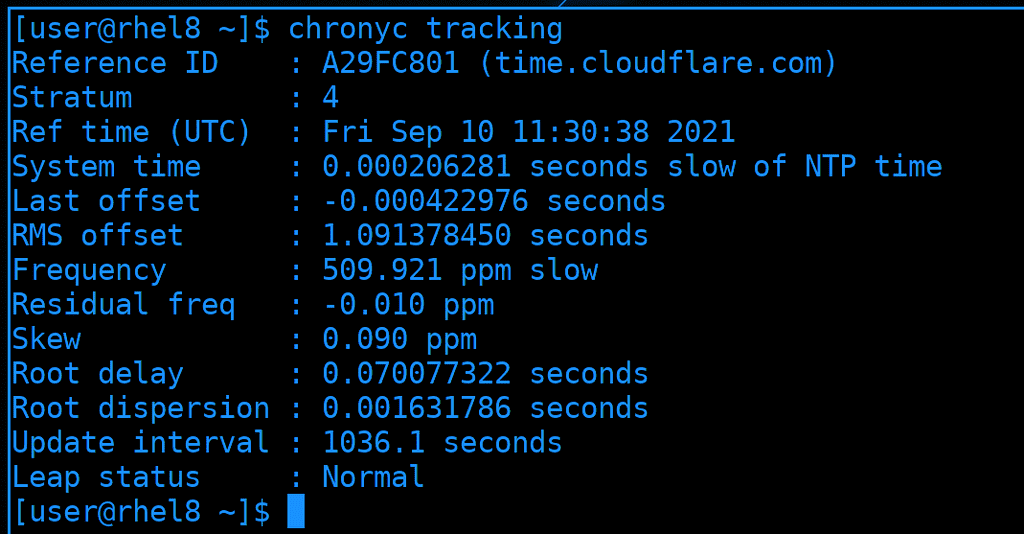 [user@rhel8 ~]$ chronyc tracking
Reference ID    : A29FC801 (time.cloudflare.com)
Stratum         : 4
Ref time (UTC)  : Fri Sep 10 11:30:38 2021
System time     : 0.000206281 seconds slow of NTP time
Last offset     : -0.000422976 seconds
RMS offset      : 1.091378450 seconds
Frequency       : 509.921 ppm slow
Residual freq   : -0.010 ppm
Skew            : 0.090 ppm
Root delay      : 0.070077322 seconds
Root dispersion : 0.001631786 seconds
Update interval : 1036.1 seconds
Leap status     : Normal
[user@rhel8 ~]$